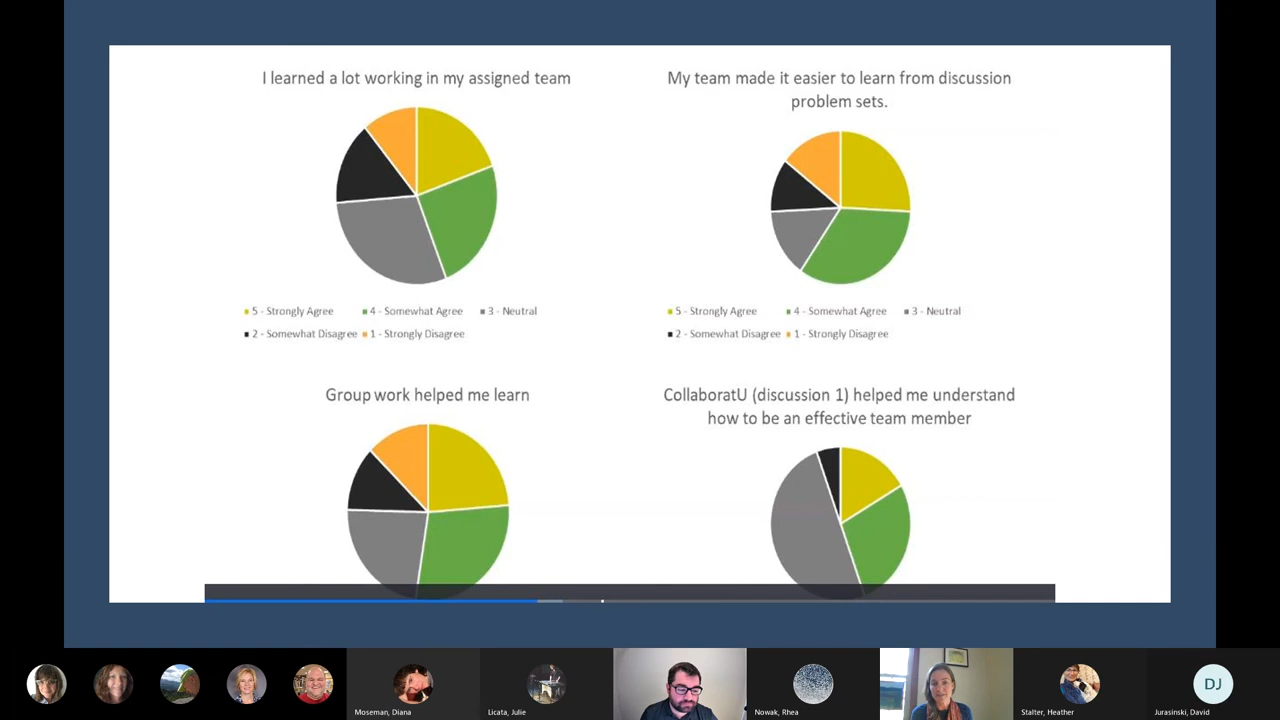 I learned a lot working in my assigned team
5 - Strongly Agree 4 - Somewhat Agree 3 - Neutral
2 - Somewhat Disagree 1 - Strongly Disagree
My team made it easier to learn from discussion
problem sets.
5 - Strongly Agree 4 - Somewhat Agree 3 - Neutral
2 - Somewhat Disagree 1 - Strongly Disagree
Group work helped me learn
CollaboratU (discussion 1) helped me understand
how to be an effective team member
Moseman, Diana
Licata, Julie
Nowak, Rhea
Stalter, Heather
DJ
Jurasinski, David